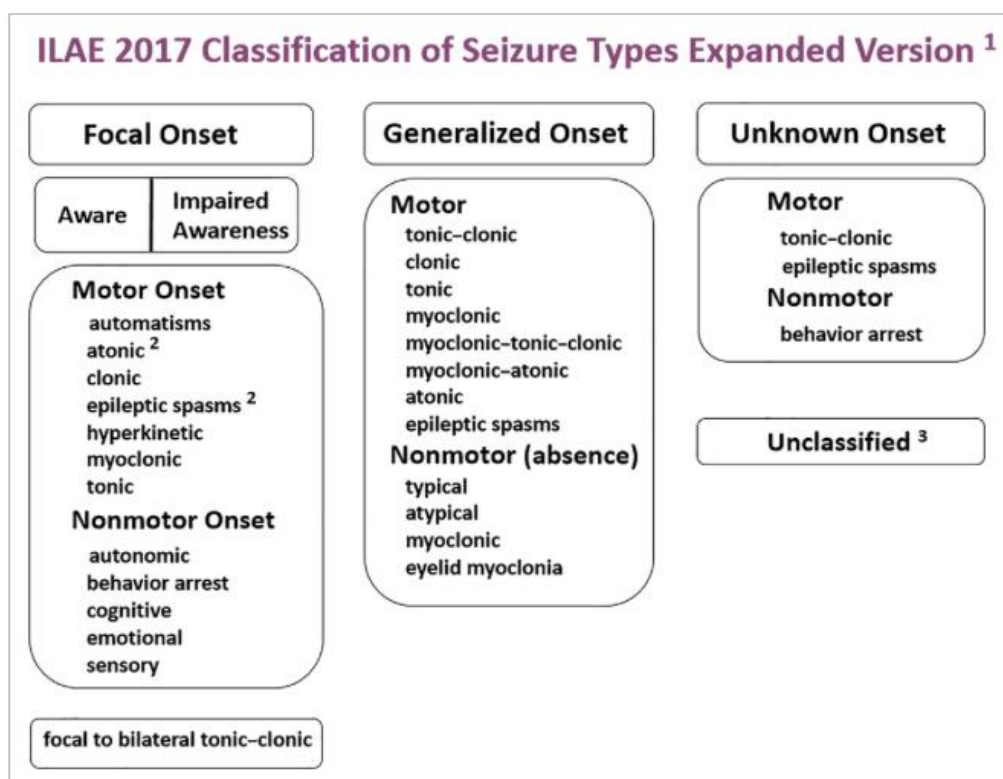 ILAE 2017 Classification of Seizure Types Expanded Version ¹
Focal Onset
Aware
Impaired
Awareness
Motor Onset
automatisms
atonic ²
clonic
epileptic spasms ²
hyperkinetic
myoclonic
tonic
Nonmotor Onset
autonomic
behavior arrest
cognitive
emotional
sensory
focal to bilateral tonic–clonic
Generalized Onset
Motor
tonic–clonic
clonic
tonic
myoclonic
myoclonic–tonic–clonic
myoclonic–atonic
atonic
epileptic spasms
Nonmotor (absence)
typical
atypical
myoclonic
eyelid myoclonia
Unknown Onset
Motor
tonic–clonic
epileptic spasms
Nonmotor
behavior arrest
Unclassified ³